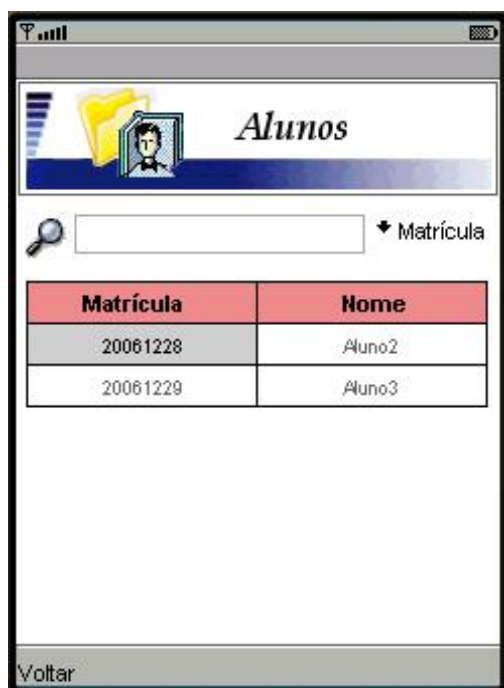 Alunos
Matrícula
Matrícula Nome
20061228 Aluno2
20061229 Aluno3
Voltar